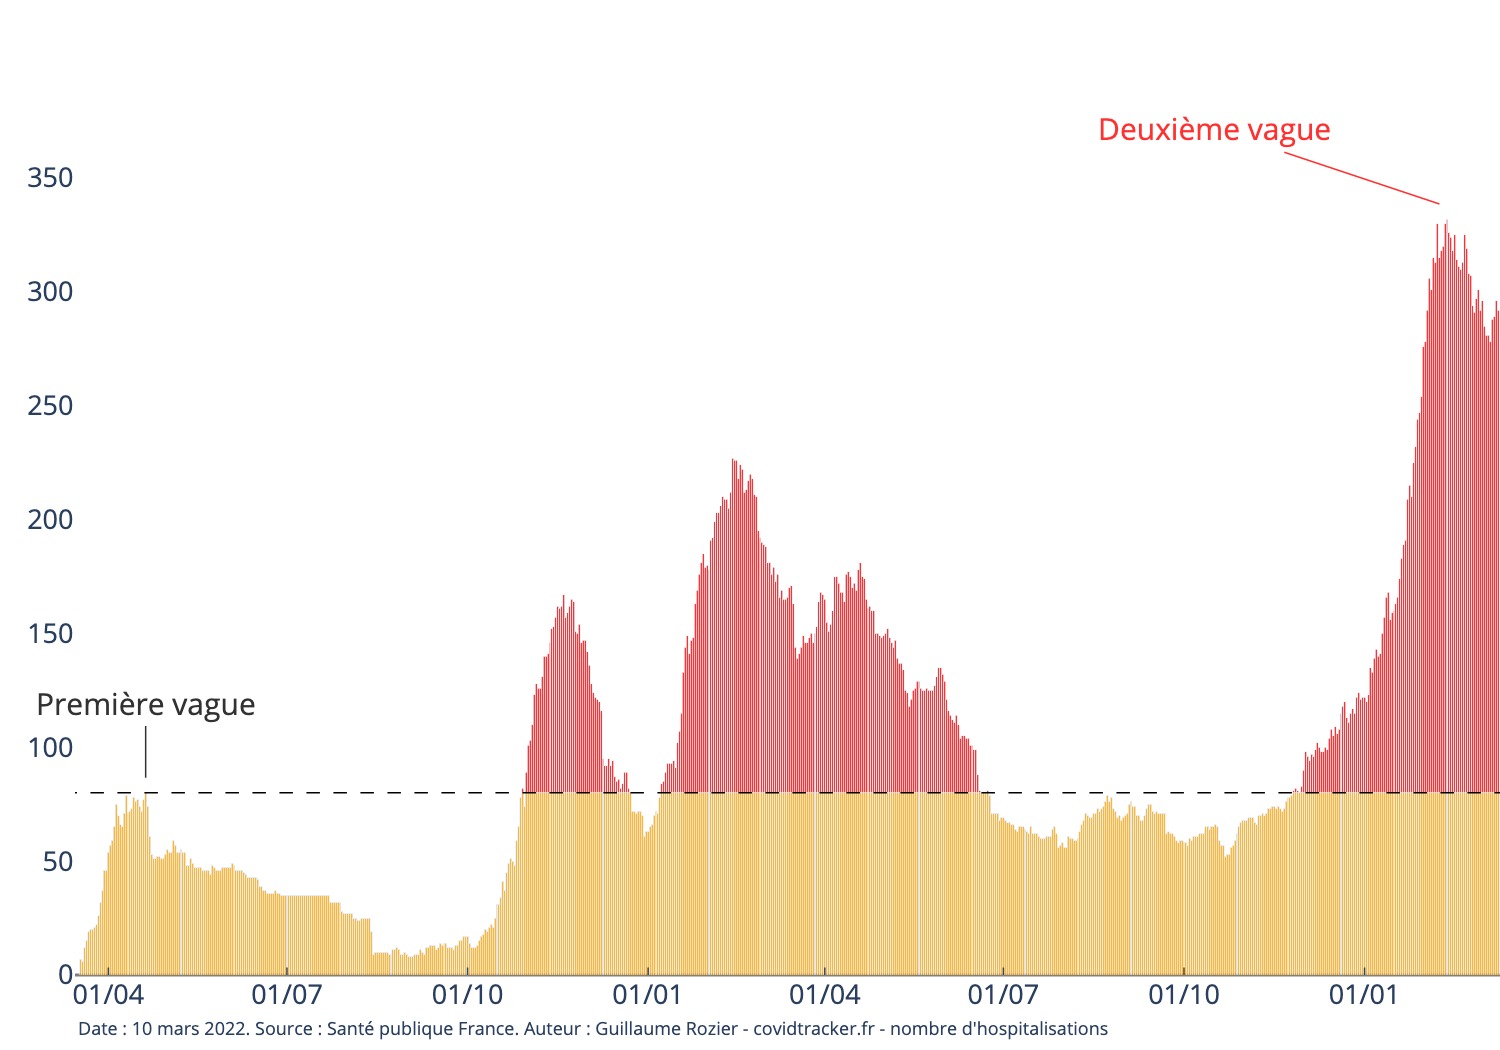 Deuxième vague
350
300
250
200
150
Première vague
100
50
0
01/04 01/07 01/10 01/01 01/04 01/07 01/10 01/01
Date : 10 mars 2022. Source : Santé publique France. Auteur : Guillaume Rozier - covidtracker.fr - nombre d'hospitalisations